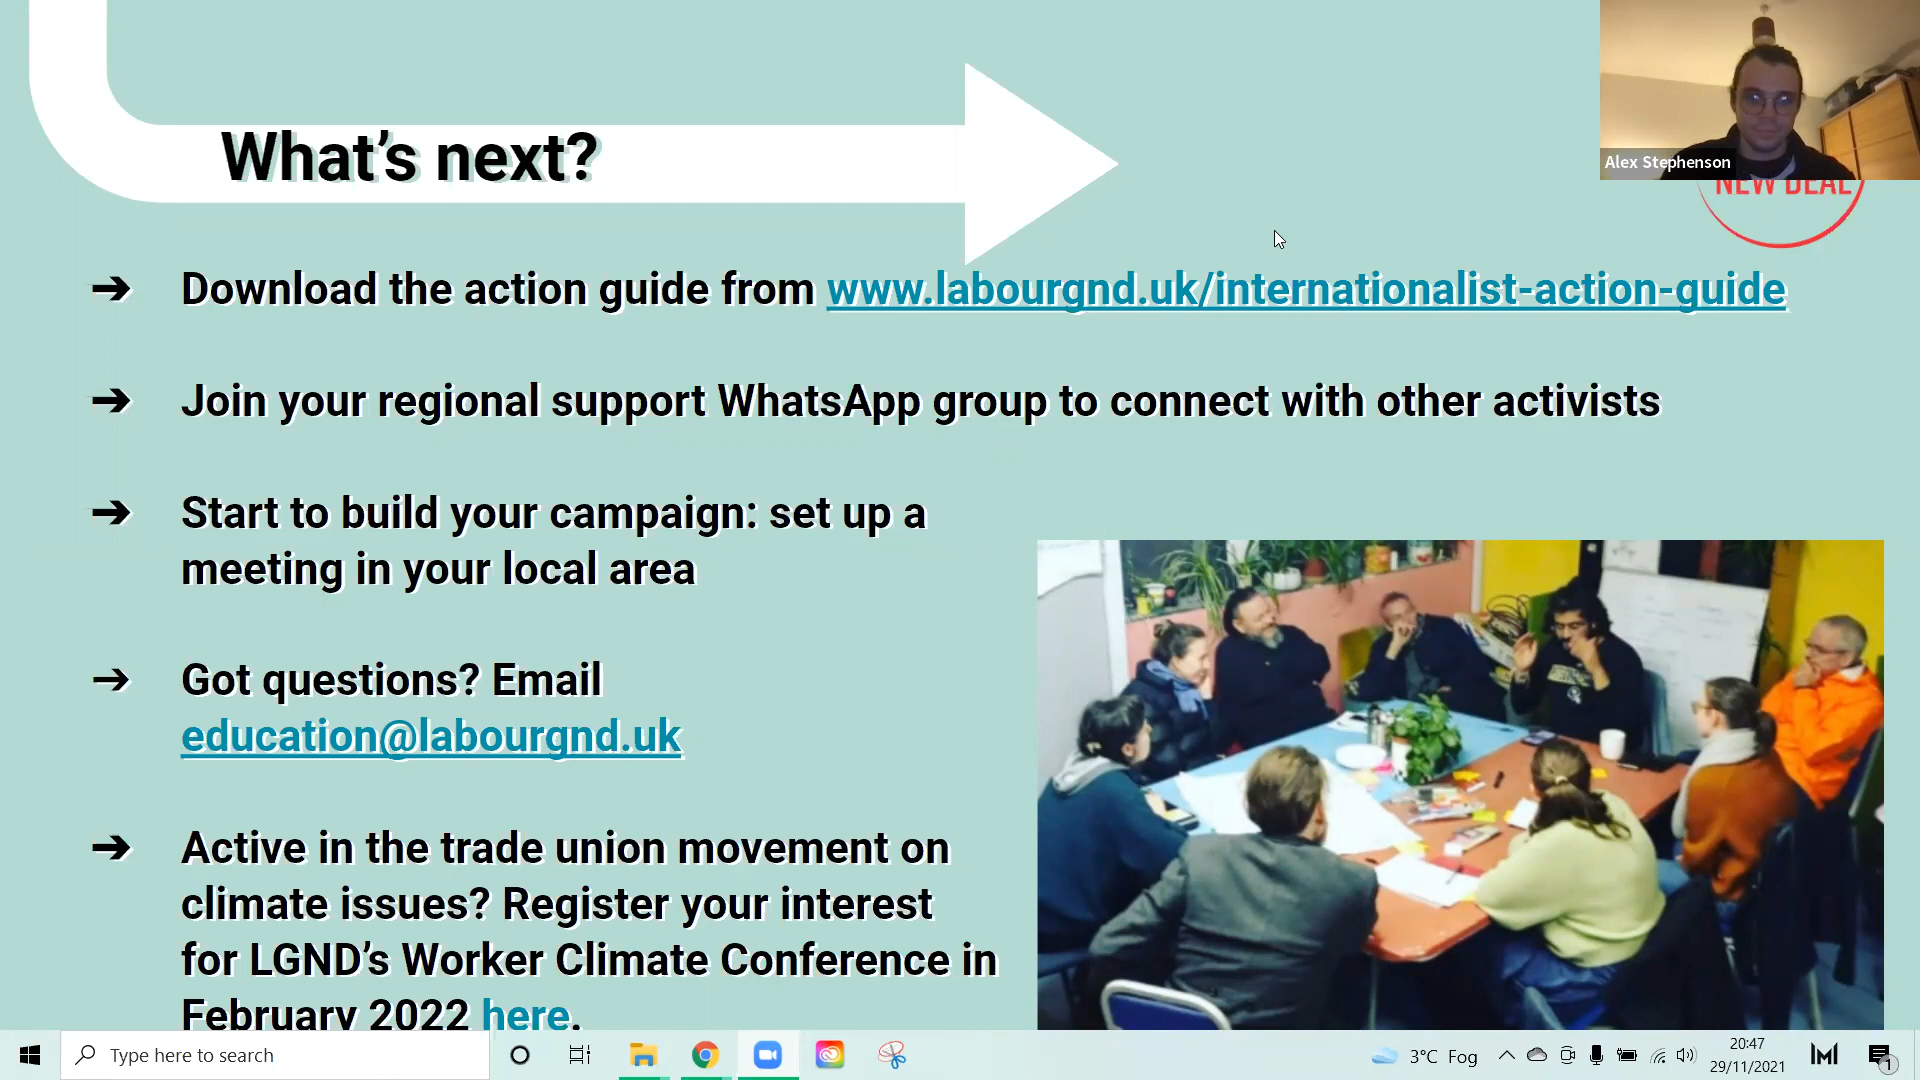 What's next?
Alex Stephenson
NEW DEAL
➔ Download the action guide from www.labourgnd.uk/internationalist-action-guide
➔ Join your regional support WhatsApp group to connect with other activists
➔ Start to build your campaign: set up a
meeting in your local area
➔ Got questions? Email
education@labourgnd.uk
➔ Active in the trade union movement on
climate issues? Register your interest
for LGND's Worker Climate Conference in
February 2022 here.
Type here to search
3°C Fog
20:47
29/11/2021
1